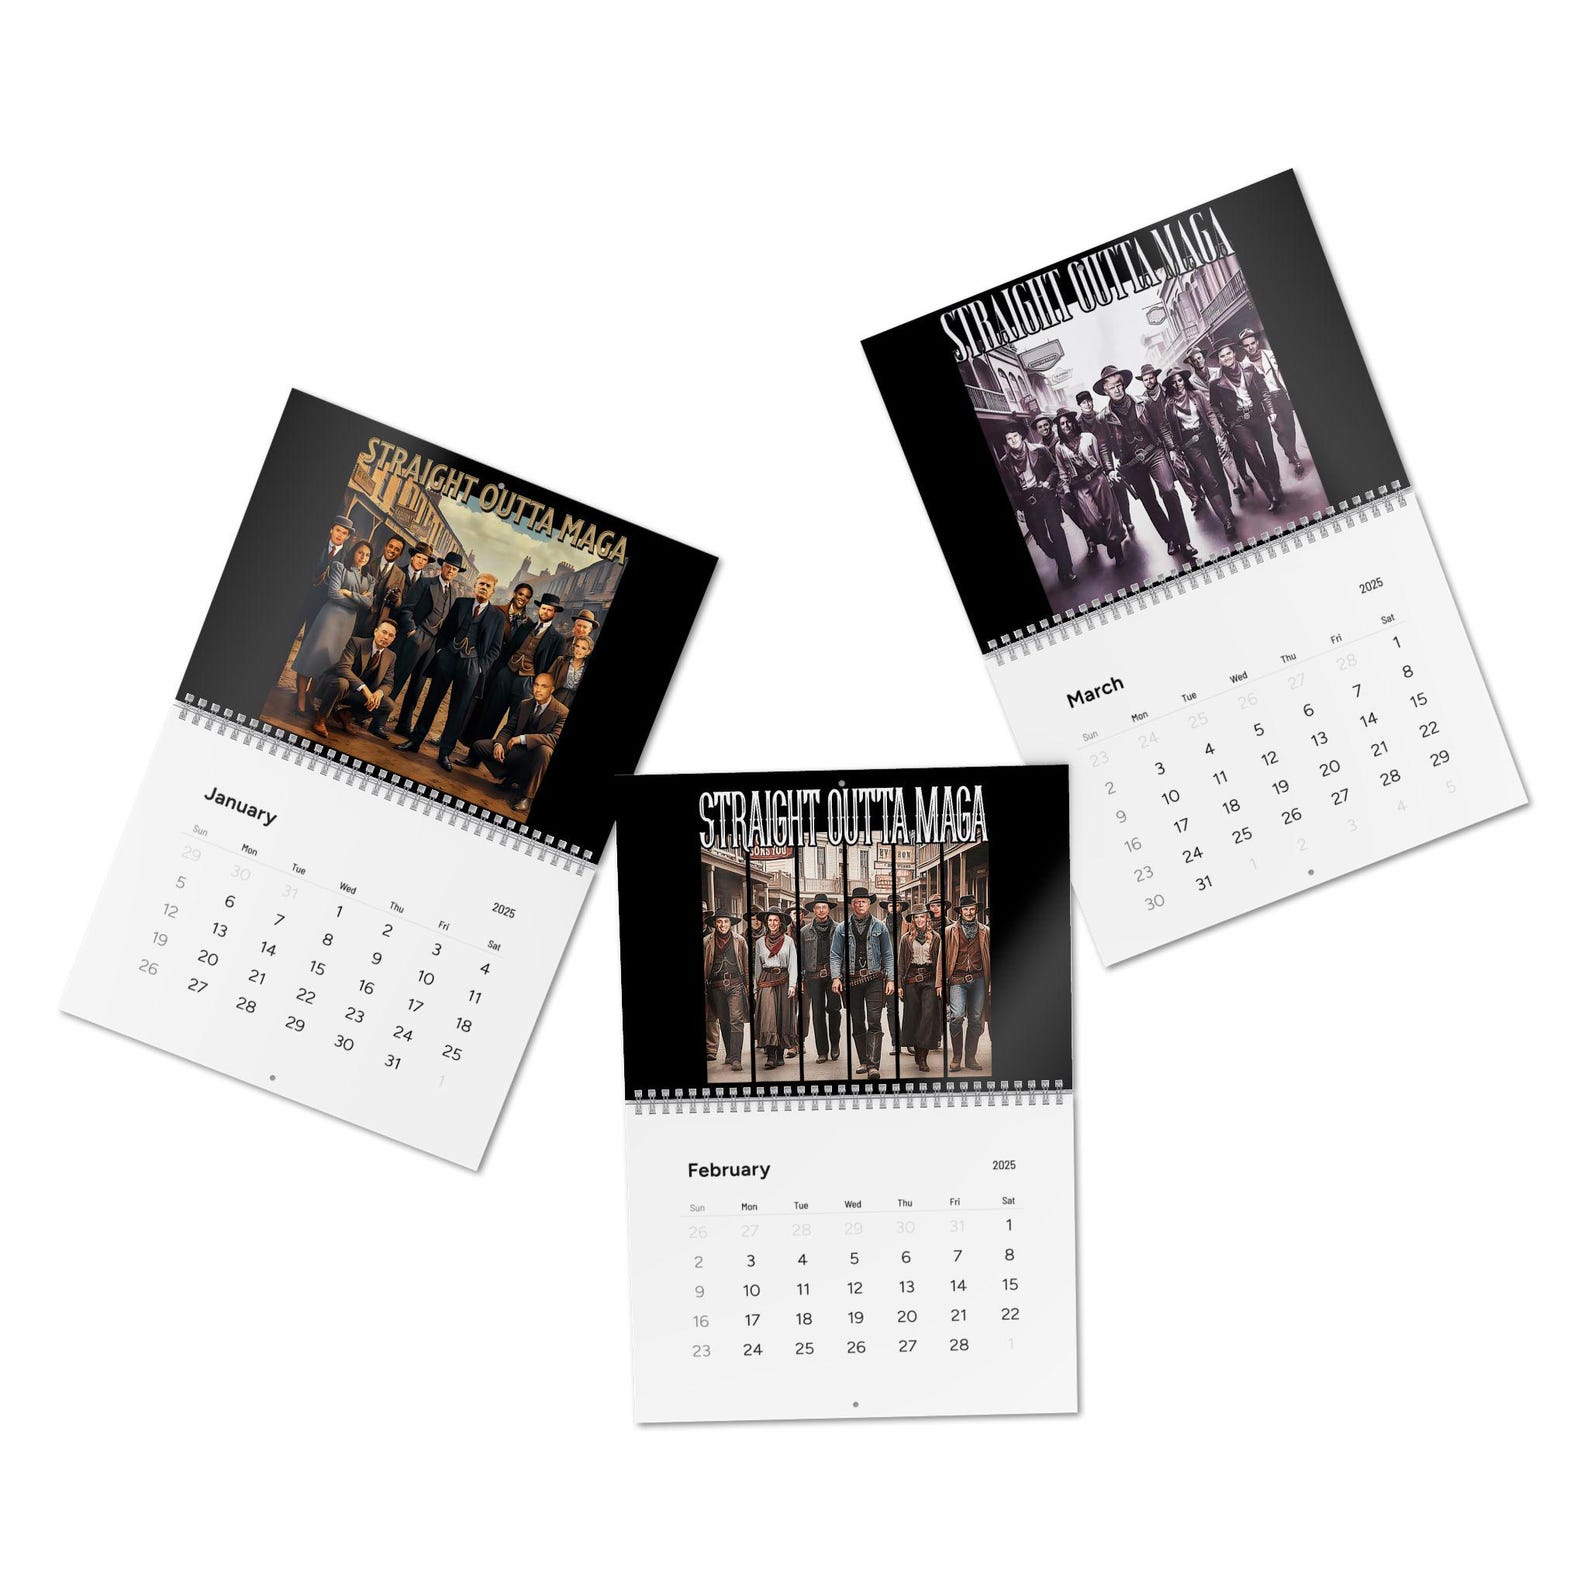 STRAIGHT OUTTA MAGA
January
2025
Sun Mon Tue Wed Thu Fri Sat
29 30 31 1 2 3 4
5 6 7 8 9 10 11
12 13 14 15 16 17 18
19 20 21 22 23 24 25
26 27 28 29 30 31 1
STRAIGHT OUTTA MAGA
February
2025
Sun Mon Tue Wed Thu Fri Sat
26 27 28 29 30 31 1
2 3 4 5 6 7 8
9 10 11 12 13 14 15
16 17 18 19 20 21 22
23 24 25 26 27 28 1
STRAIGHT OUTTA MAGA
March
2025
Sun Mon Tue Wed Thu Fri Sat
23 24 25 26 27 28 1
2 3 4 5 6 7 8
9 10 11 12 13 14 15
16 17 18 19 20 21 22
23 24 25 26 27 28 29
30 31 1 2 3 4 5